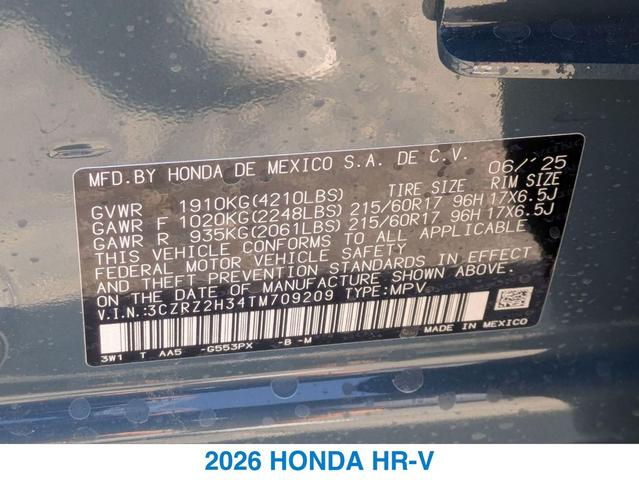 MFD.BY HONDA DE MEXICO S.A. DE C.V. 06/'25
TIRE SIZE RIM SIZE
GVWR 1910KG(4210LBS)
GAWR F 1020KG(2248LBS) 215/60R17 96H 17X6.5J
GAWR R 935KG(2061LBS) 215/60R17 96H 17X6.5J
THIS VEHICLE CONFORMS TO ALL APPLICABLE
FEDERAL MOTOR VEHICLE SAFETY
AND THEFT PREVENTION STANDARDS IN EFFECT
ON THE DATE OF MANUFACTURE SHOWN ABOVE.
V.I.N.:3CZRZ2H34TM709209 TYPE:MPV
MADE IN MEXICO
3W1 T AA5 -G553PX -B -M
2026 HONDA HR-V